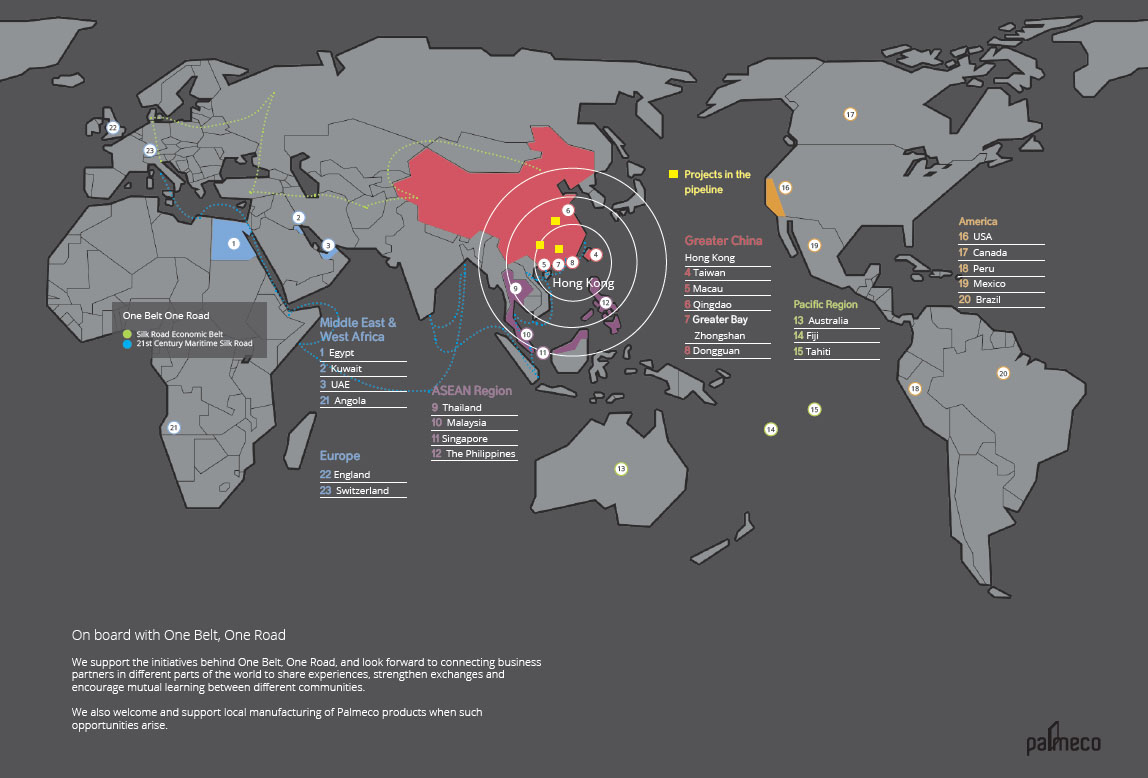 22
23
17
16
Projects in the
pipeline
6
2
1
3
4
5
7
8
Hong Kong
9
12
10
11
19
America
16 USA
17 Canada
18 Peru
19 Mexico
20 Brazil
Greater China
Hong Kong
4 Taiwan
5 Macau
6 Qingdao
7 Greater Bay
Zhongshan
8 Dongguan
Pacific Region
13 Australia
14 Fiji
15 Tahiti
One Belt One Road
Silk Road Economic Belt
21st Century Maritime Silk Road
Middle East &
West Africa
1 Egypt
2 Kuwait
3 UAE
21 Angola
ASEAN Region
9 Thailand
10 Malaysia
11 Singapore
12 The Philippines
Europe
22 England
23 Switzerland
20
18
15
14
21
13
On board with One Belt, One Road
We support the initiatives behind One Belt, One Road, and look forward to connecting business
partners in different parts of the world to share experiences, strengthen exchanges and
encourage mutual learning between different communities.
We also welcome and support local manufacturing of Palmeco products when such
opportunities arise.
palmeco